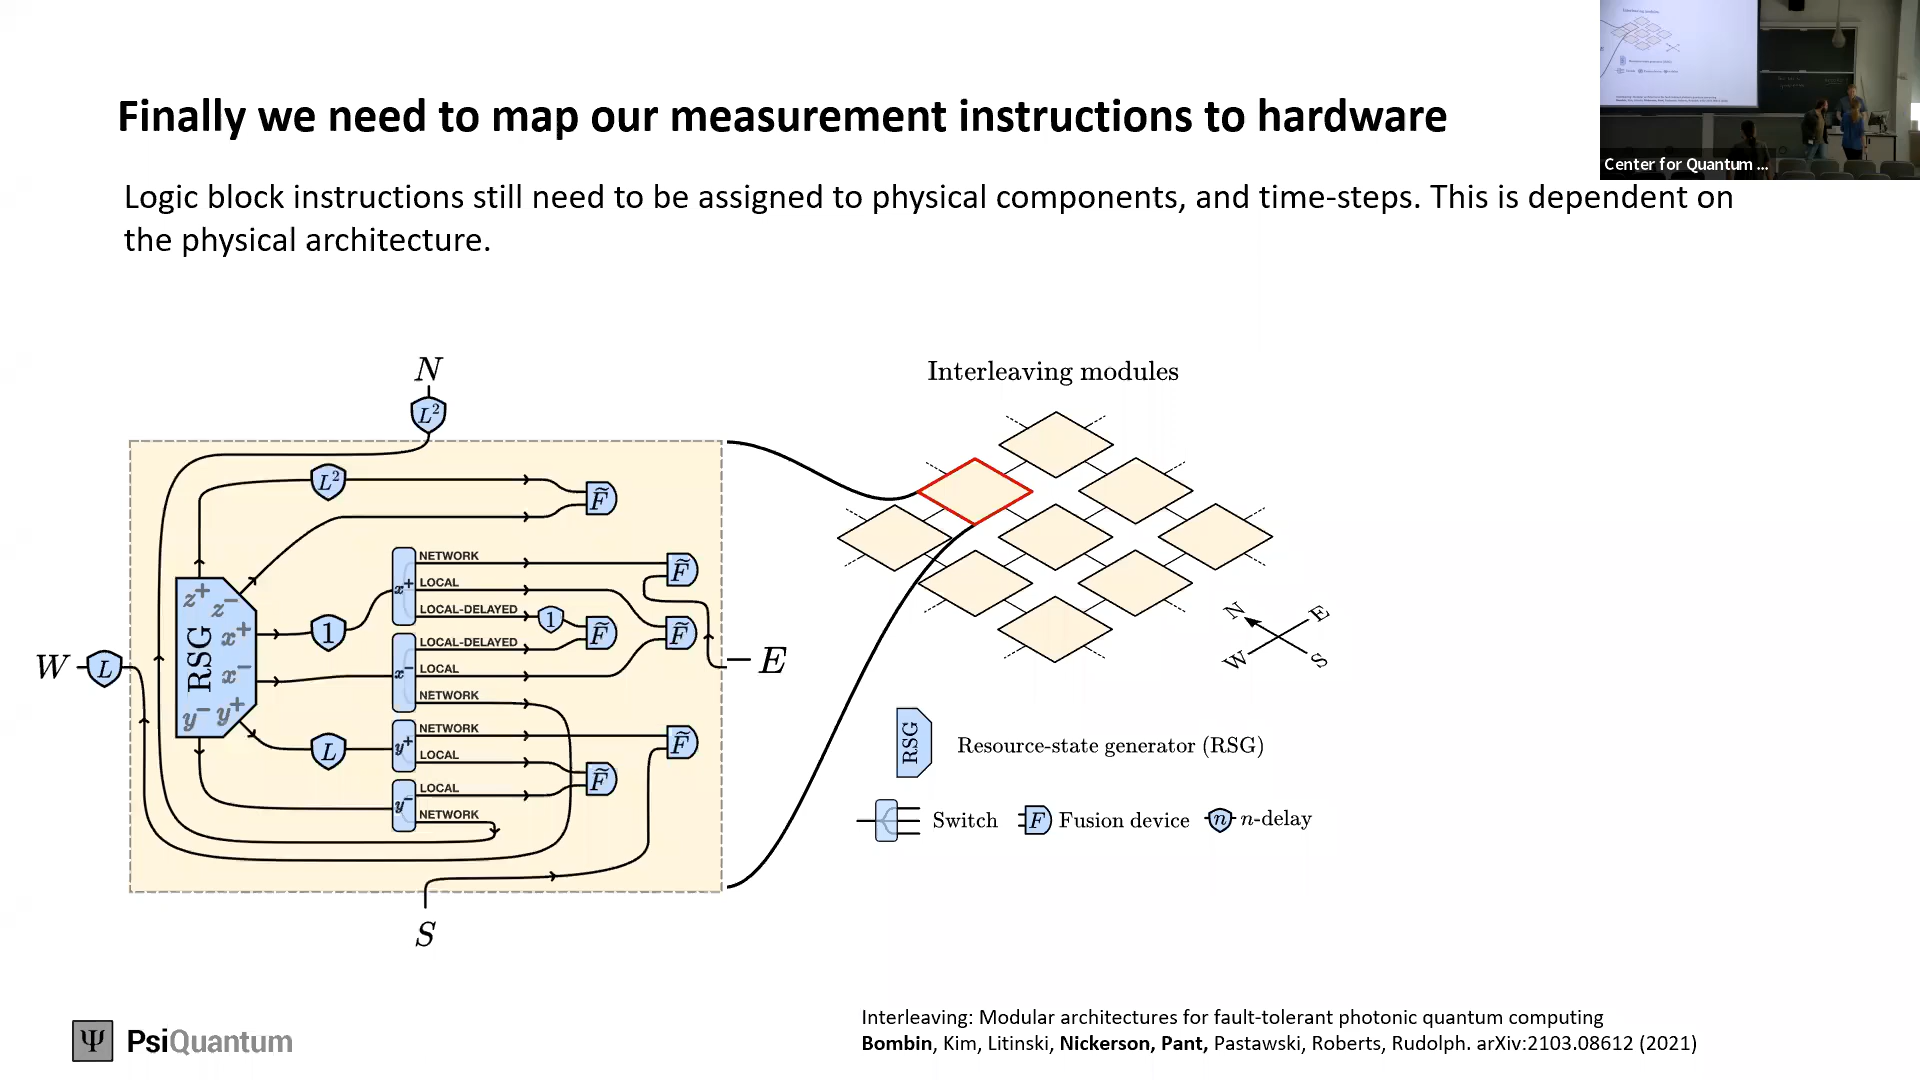 Finally we need to map our measurement instructions to hardware
Center for Quantum ...
Logic block instructions still need to be assigned to physical components, and time-steps. This is dependent on
the physical architecture.
N
L²
L²
F̃
RSG
z⁺
z⁻
x⁺
x⁻
y⁻
y⁺
1
L
W
L
x⁺
NETWORK
LOCAL
LOCAL-DELAYED
1
F̃
F̃
F̃
x⁻
LOCAL-DELAYED
LOCAL
NETWORK
E
y⁺
NETWORK
LOCAL
F̃
F̃
y⁻
LOCAL
NETWORK
S
Interleaving modules
N
E
W
S
RSG
Resource-state generator (RSG)
Switch
F
Fusion device
n
n-delay
Ψ PsiQuantum
Interleaving: Modular architectures for fault-tolerant photonic quantum computing
Bombin, Kim, Litinski, Nickerson, Pant, Pastawski, Roberts, Rudolph. arXiv:2103.08612 (2021)